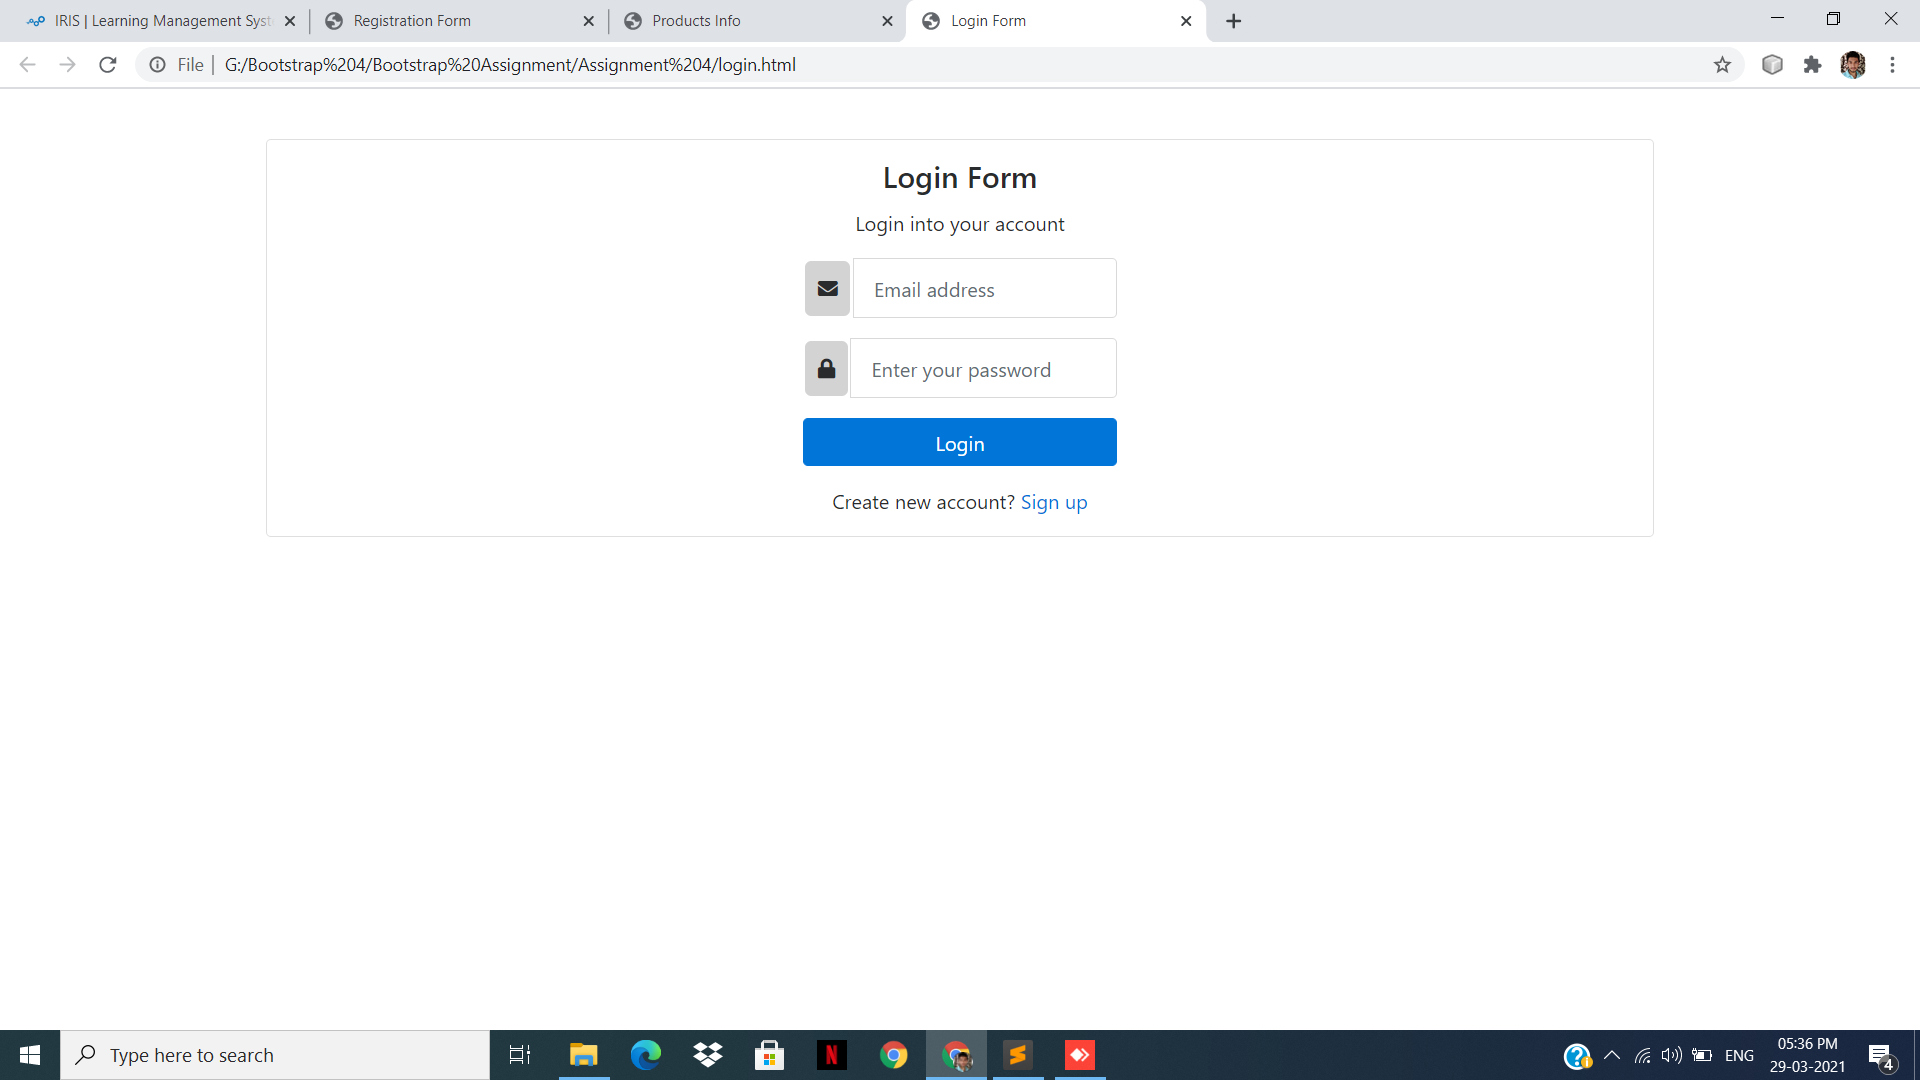 IRIS | Learning Management Syst
Registration Form
Products Info
Login Form
File | G:/Bootstrap%204/Bootstrap%20Assignment/Assignment%204/login.html
Login Form
Login into your account
Email address
Enter your password
Login
Create new account? Sign up
Type here to search
N
S
ENG
05:36 PM
29-03-2021
4